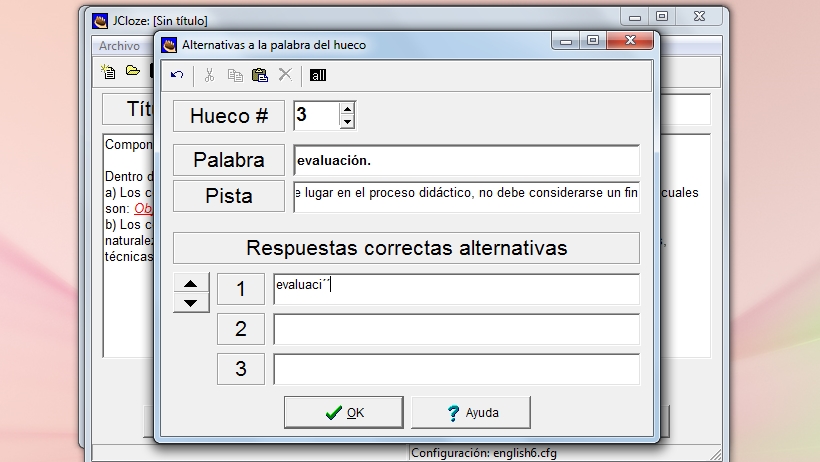 JCloze: [Sin título]
Archivo
Alternativas a la palabra del hueco
all
Hueco # 3
Palabra evaluación.
Pista e lugar en el proceso didáctico, no debe considerarse un fin
Respuestas correctas alternativas
1 evaluaci´´
2
3
OK
Ayuda
Tít
Compon
Dentro d
a) Los c cuales
son: Ob
b) Los c
naturalez ,
técnicas
Configuración: english6.cfg